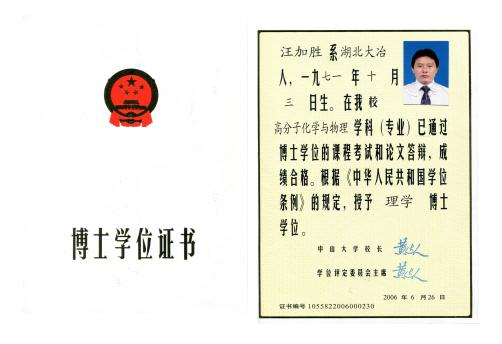 博士学位证书
汪加胜 系 湖北大冶
人，一九七一 年 十 月
三 日生。在我 校
高分子化学与物理 学科（专业）已通过
博士学位的课程考试和论文答辩，成
绩合格。根据《中华人民共和国学位
条例》的规定，授予 理学 博士
学位。
中山大学校长
学位评定委员会主席
2006 年 6 月 26 日
证书编号 1055822006000230